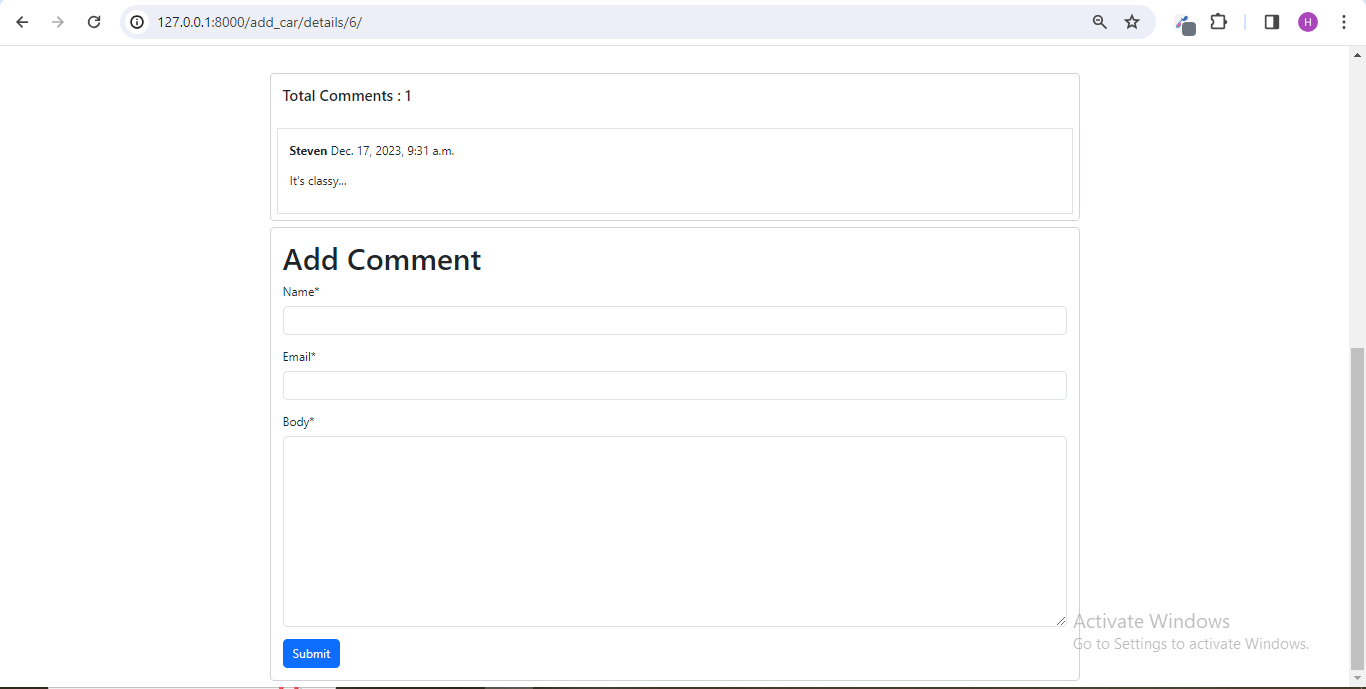 127.0.0.1:8000/add_car/details/6/
H
Total Comments : 1
Steven Dec. 17, 2023, 9:31 a.m.
It's classy...
Add Comment
Name*
Email*
Body*
Submit
Activate Windows
Go to Settings to activate Windows.